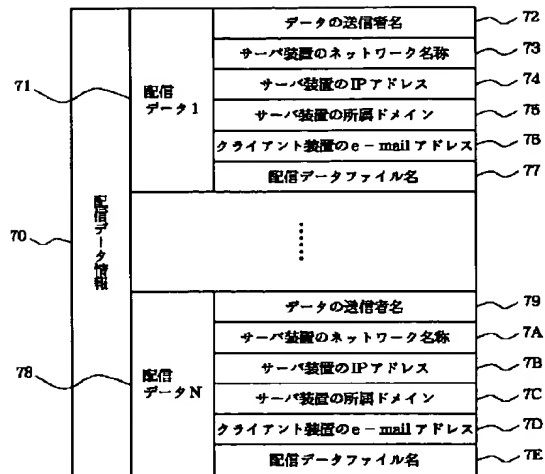 データの送信者名
72
サーバ装置のネットワーク名称
73
サーバ装置のIPアドレス
74
サーバ装置の所属ドメイン
75
クライアント装置のe-mailアドレス
76
配信データファイル名
77
71
配信
データ1
70
配信データ情報
……
データの送信者名
79
サーバ装置のネットワーク名称
7A
サーバ装置のIPアドレス
7B
サーバ装置の所属ドメイン
7C
クライアント装置のe-mailアドレス
7D
配信データファイル名
7E
78
配信
データN